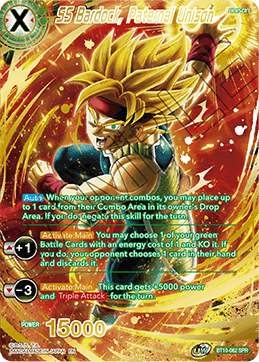 X
SS Bardock, Paternal Unison
UNISON
Auto When your opponent combos, you may place up
to 1 card from their Combo Area in its owner's Drop
Area. If you do, negate this skill for the turn.
+1 Activate Main You may choose 1 of your green
Battle Cards with an energy cost of 1 and KO it. If
you do, your opponent chooses 1 card in their hand
and discards it.
-3 Activate Main This card gets +5000 power
and Triple Attack for the turn.
POWER 15000
BT10-062 SPR